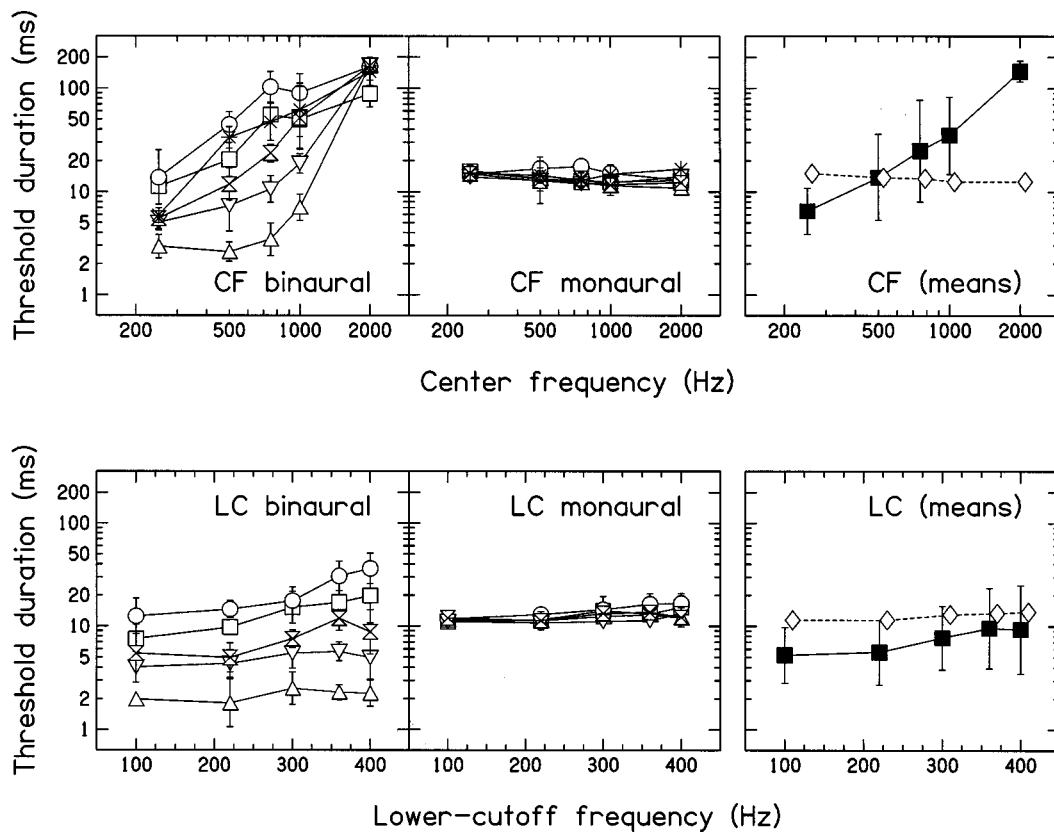 Threshold duration (ms)
200
100
50
20
10
5
2
1
CF binaural
CF monaural
CF (means)
200 500 1000 2000
200 500 1000 2000
200 500 1000 2000
Center frequency (Hz)
Threshold duration (ms)
200
100
50
20
10
5
2
1
LC binaural
LC monaural
LC (means)
100 200 300 400
100 200 300 400
100 200 300 400
Lower-cutoff frequency (Hz)